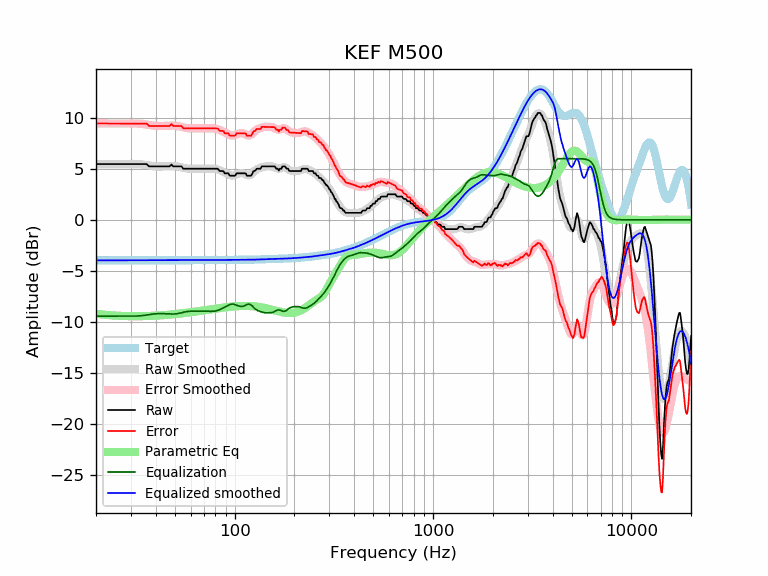 KEF M500
Amplitude (dBr)
10
5
0
−5
−10
−15
−20
−25
Target
Raw Smoothed
Error Smoothed
Raw
Error
Parametric Eq
Equalization
Equalized smoothed
100
1000
10000
Frequency (Hz)